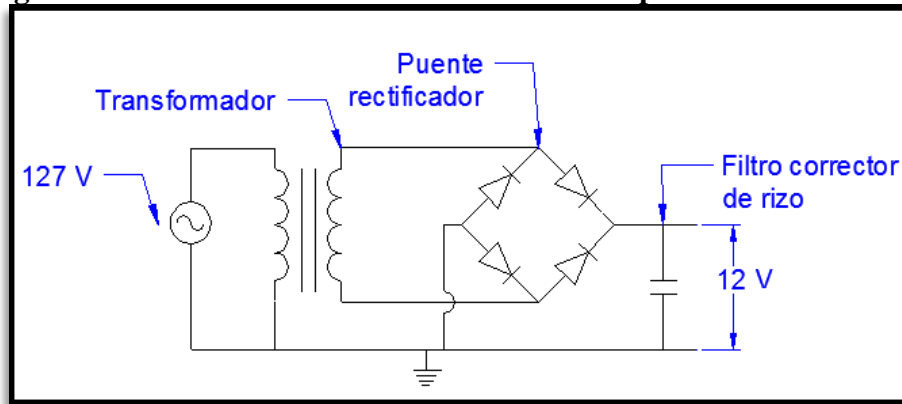 Puente
rectificador
Transformador
127 V
Filtro corrector
de rizo
12 V